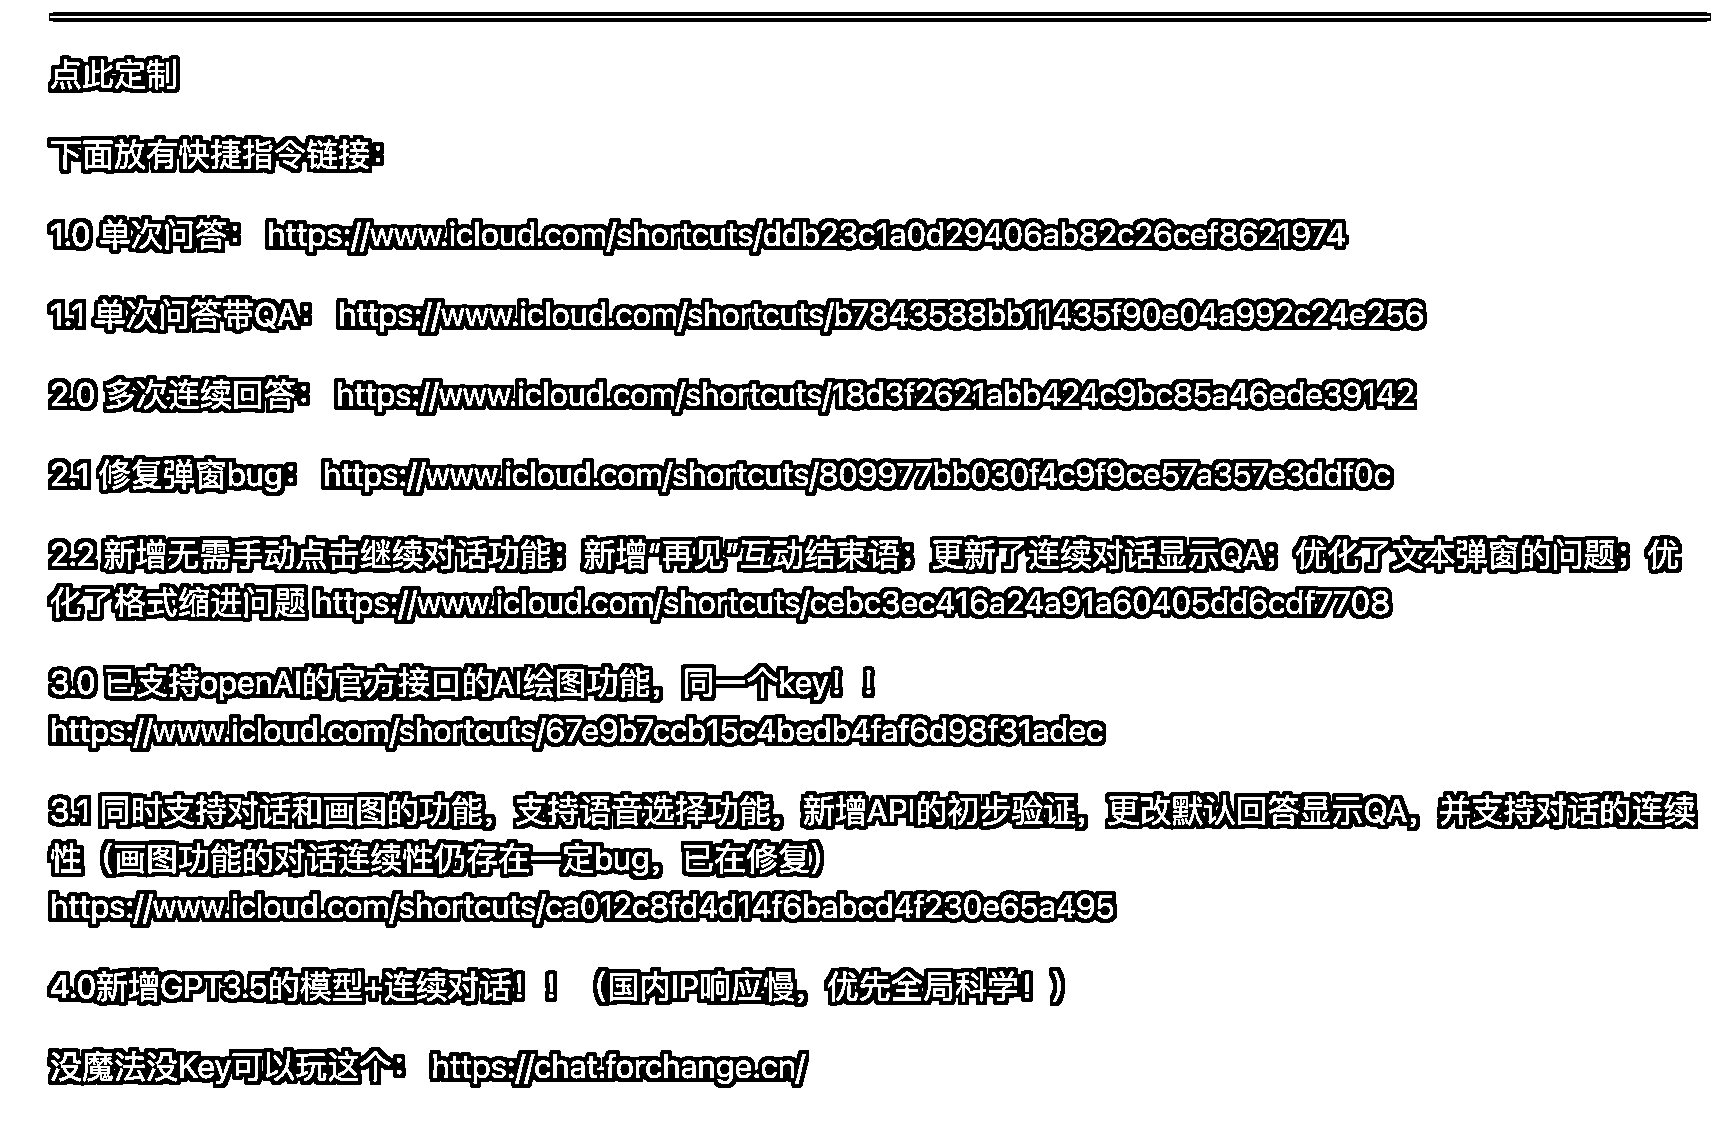 点此定制
下面放有快捷指令链接：
1.0 单次问答： https://www.icloud.com/shortcuts/ddb23c1a0d29406ab82c26cef8621974
1.1 单次问答带QA： https://www.icloud.com/shortcuts/b7843588bb11435f90e04a992c24e256
2.0 多次连续回答： https://www.icloud.com/shortcuts/18d3f2621abb424c9bc85a46ede39142
2.1 修复弹窗bug： https://www.icloud.com/shortcuts/809977bb030f4c9f9ce57a357e3ddf0c
2.2 新增无需手动点击继续对话功能；新增“再见”互动结束语；更新了连续对话显示QA；优化了文本弹窗的问题；优
化了格式缩进问题 https://www.icloud.com/shortcuts/cebc3ec416a24a91a60405dd6cdf7708
3.0 已支持openAI的官方接口的AI绘图功能，同一个key！！
https://www.icloud.com/shortcuts/67e9b7ccb15c4bedb4faf6d98f31adec
3.1 同时支持对话和画图的功能，支持语音选择功能，新增API的初步验证，更改默认回答显示QA，并支持对话的连续
性（画图功能的对话连续性仍存在一定bug，已在修复）
https://www.icloud.com/shortcuts/ca012c8fd4d14f6babcd4f230e65a495
4.0新增GPT3.5的模型+连续对话！！（国内IP响应慢，优先全局科学！）
没魔法没Key可以玩这个： https://chat.forchange.cn/